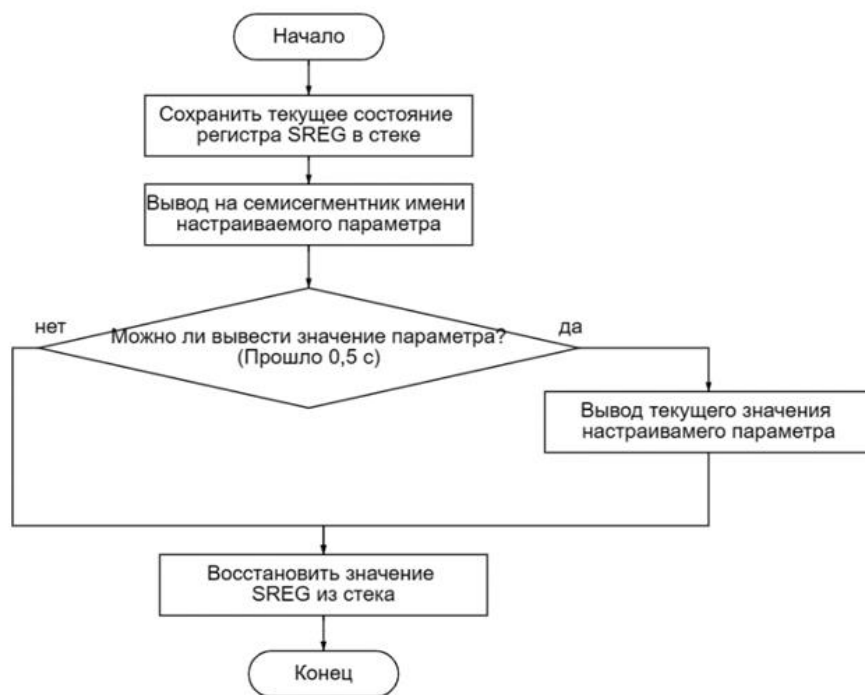 Начало
Сохранить текущее состояние
регистра SREG в стеке
Вывод на семисегментник имени
настраиваемого параметра
нет
Можно ли вывести значение параметра?
(Прошло 0,5 с)
да
Вывод текущего значения
настраивамего параметра
Восстановить значение
SREG из стека
Конец